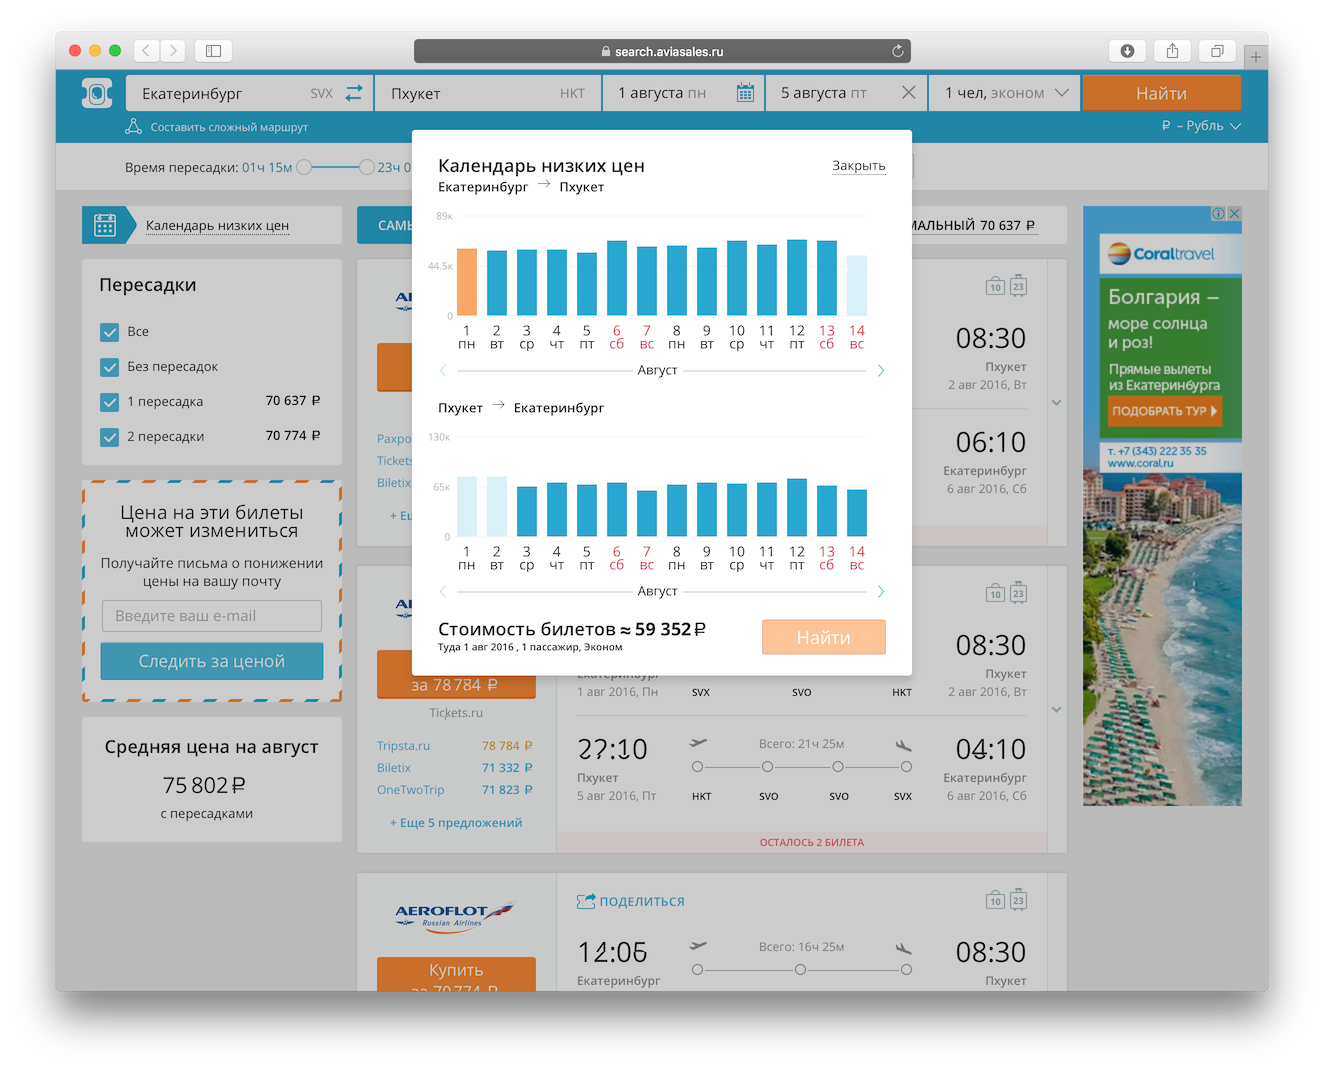 search.aviasales.ru
Екатеринбург SVX
Пхукет HKT
1 августа пн
5 августа пт
1 чел, эконом
Найти
Составить сложный маршрут
₽ – Рубль
Время пересадки: 01ч 15м 23ч 0
Календарь низких цен
САМЫ
МАЛЬНЫЙ 70 637 ₽
Пересадки
Все
Без пересадок
1 пересадка 70 637 ₽
2 пересадки 70 774 ₽
Цена на эти билеты
может измениться
Получайте письма о понижении
цены на вашу почту
Введите ваш e-mail
Следить за ценой
Средняя цена на август
75 802 ₽
с пересадками
Календарь низких цен
Закрыть
Екатеринбург → Пхукет
89к
44.5к
0
1 2 3 4 5 6 7 8 9 10 11 12 13 14
пн вт ср чт пт сб вс пн вт ср чт пт сб вс
Август
Пхукет → Екатеринбург
130к
65к
0
1 2 3 4 5 6 7 8 9 10 11 12 13 14
пн вт ср чт пт сб вс пн вт ср чт пт сб вс
Август
Стоимость билетов ≈ 59 352 ₽
Туда 1 авг 2016 , 1 пассажир, Эконом
Найти
AE
Paxpo
Tickets
Biletix
+ Ец
10 23
08:30
Пхукет
2 авг 2016, Вт
06:10
Екатеринбург
6 авг 2016, Сб
AE
за 78 784 ₽
Tickets.ru
Tripsta.ru 78 784 ₽
Biletix 71 332 ₽
OneTwoTrip 71 823 ₽
+ Еще 5 предложений
10 23
08:30
Екатеринбург
Пхукет
1 авг 2016, Пн SVX SVO HKT 2 авг 2016, Вт
22:10 Всего: 21ч 25м 04:10
Пхукет Екатеринбург
5 авг 2016, Пт HKT SVO SVO SVX 6 авг 2016, Сб
ОСТАЛОСЬ 2 БИЛЕТА
AEROFLOT
Russian Airlines
Купить
за 70 774 ₽
ПОДЕЛИТЬСЯ
10 23
12:05 Всего: 16ч 25м 08:30
Екатеринбург Пхукет
Coraltravel
Болгария –
море солнца
и роз!
Прямые вылеты
из Екатеринбурга
ПОДОБРАТЬ ТУР
т. +7 (343) 222 35 35
www.coral.ru